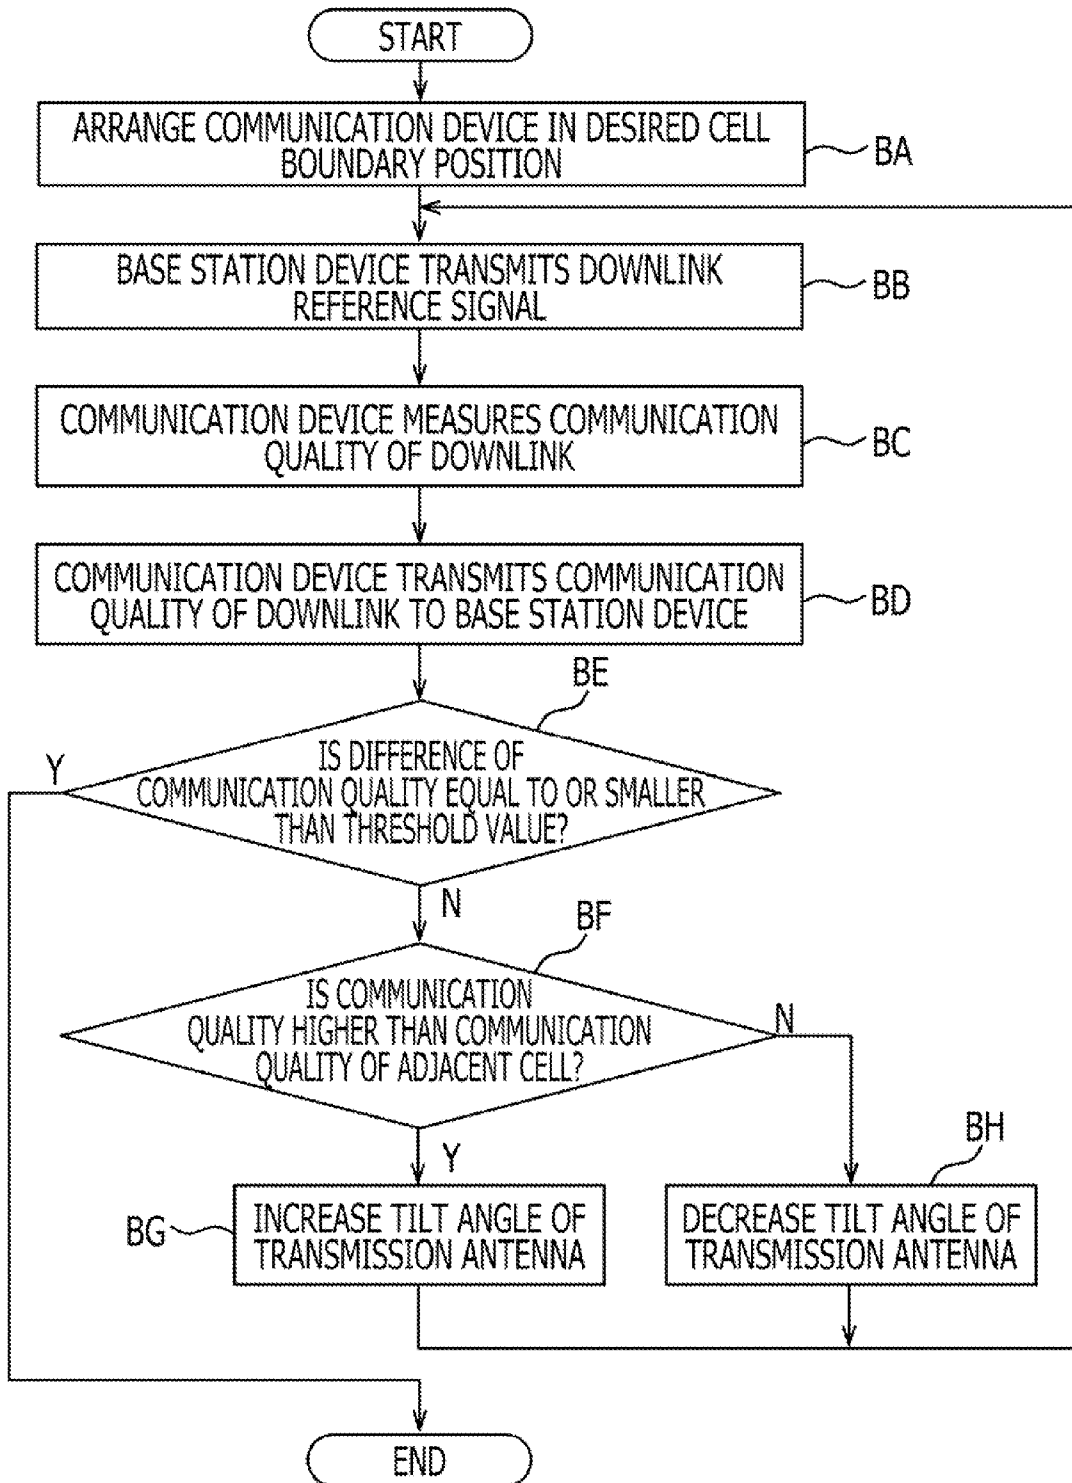 START
ARRANGE COMMUNICATION DEVICE IN DESIRED CELL
BOUNDARY POSITION
BA
BASE STATION DEVICE TRANSMITS DOWNLINK
REFERENCE SIGNAL
BB
COMMUNICATION DEVICE MEASURES COMMUNICATION
QUALITY OF DOWNLINK
BC
COMMUNICATION DEVICE TRANSMITS COMMUNICATION
QUALITY OF DOWNLINK TO BASE STATION DEVICE
BD
BE
Y
IS DIFFERENCE OF
COMMUNICATION QUALITY EQUAL TO OR SMALLER
THAN THRESHOLD VALUE?
N
BF
IS COMMUNICATION
QUALITY HIGHER THAN COMMUNICATION
QUALITY OF ADJACENT CELL?
N
Y
BH
BG
INCREASE TILT ANGLE OF
TRANSMISSION ANTENNA
DECREASE TILT ANGLE OF
TRANSMISSION ANTENNA
END